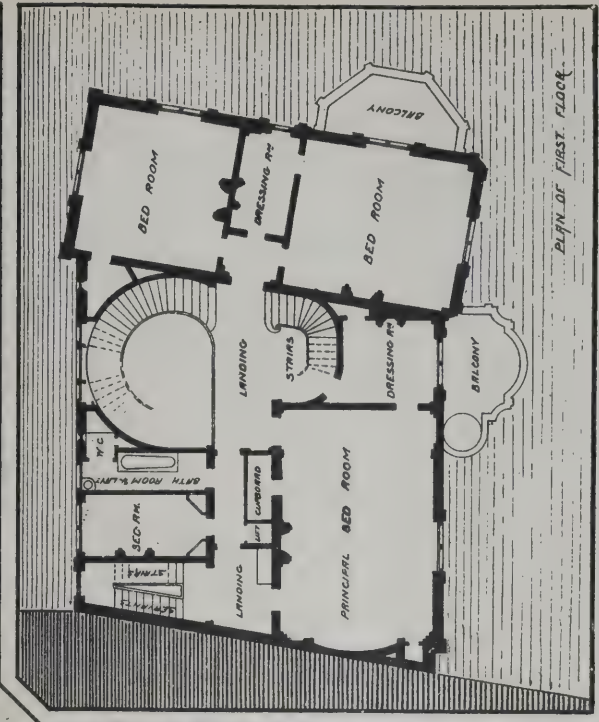 BALCONY
BED ROOM
DRESSING RM
BED ROOM
LANDING
STAIRS
DRESSING RM
BALCONY
W.C
BATH ROOM & LAV.
CUPBOARD
LIFT
SEC. RM.
PRINCIPAL BED ROOM
STAIRS
SERVANTS
LANDING
PLAN OF FIRST FLOOR